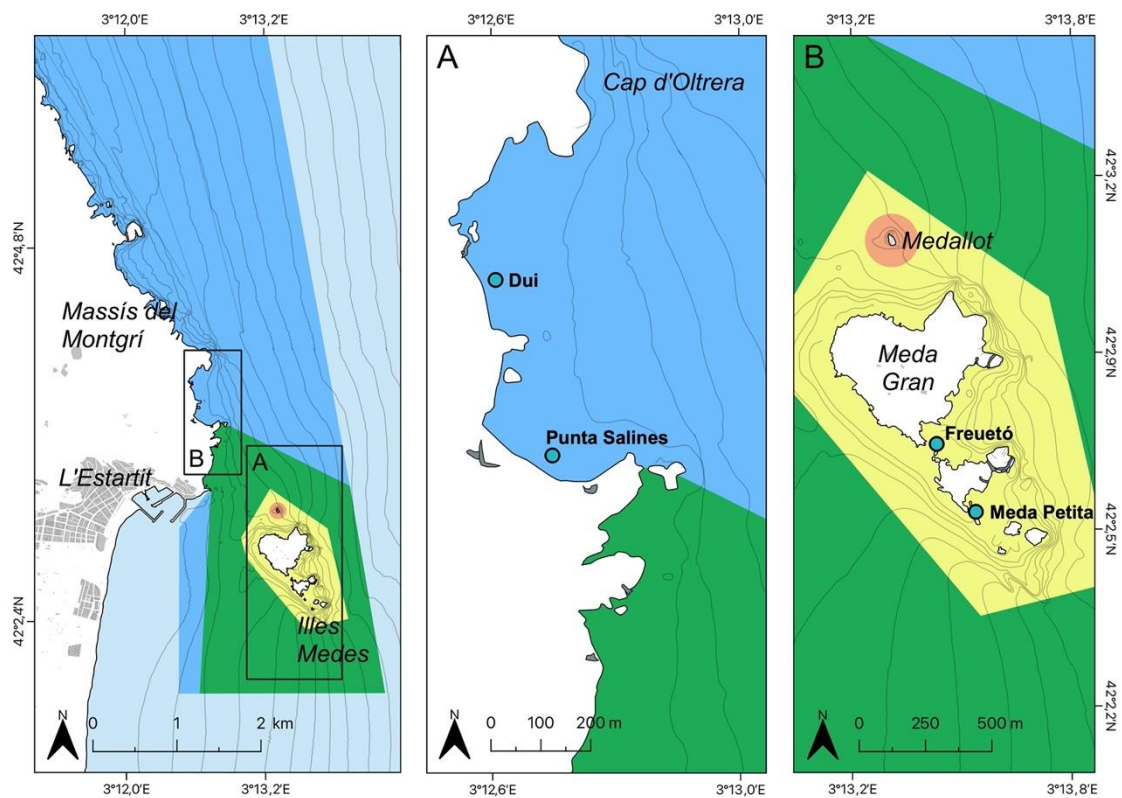 3°12,0'E
3°13,2'E
3°12,6'E
3°13,0'E
3°13,2'E
3°13,8'E
42°4,8'N
42°2,4'N
Massís del
Montgrí
L'Estartit
B
A
Illes
Medes
N
0
1
2 km
3°12,0'E
3°13,2'E
A
Cap d'Oltrera
Dui
Punta Salines
N
0
100
200 m
3°12,6'E
3°13,0'E
B
Medallot
Meda
Gran
Freuetó
Meda Petita
N
0
250
500 m
42°3,2'N
42°2,9'N
42°2,5'N
42°2,2'N
3°13,2'E
3°13,8'E